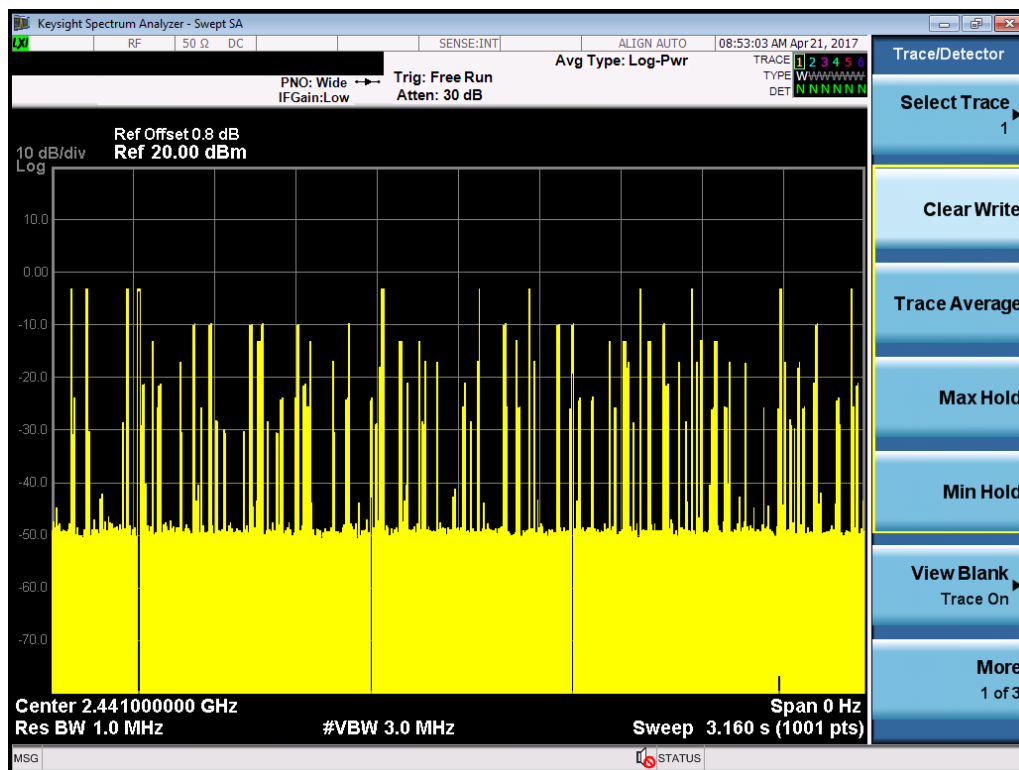 Keysight Spectrum Analyzer - Swept SA
LXI RF 50 Ω DC SENSE:INT ALIGN AUTO 08:53:03 AM Apr 21, 2017
Avg Type: Log-Pwr
TRACE 1 2 3 4 5 6
TYPE WWWWWW
DET N N N N N N
PNO: Wide
IFGain:Low
Trig: Free Run
Atten: 30 dB
Ref Offset 0.8 dB
10 dB/div Ref 20.00 dBm
Log
10.0
0.00
-10.0
-20.0
-30.0
-40.0
-50.0
-60.0
-70.0
Center 2.441000000 GHz Span 0 Hz
Res BW 1.0 MHz #VBW 3.0 MHz Sweep 3.160 s (1001 pts)
MSG STATUS
Trace/Detector
Select Trace
1
Clear Write
Trace Average
Max Hold
Min Hold
View Blank
Trace On
More
1 of 3